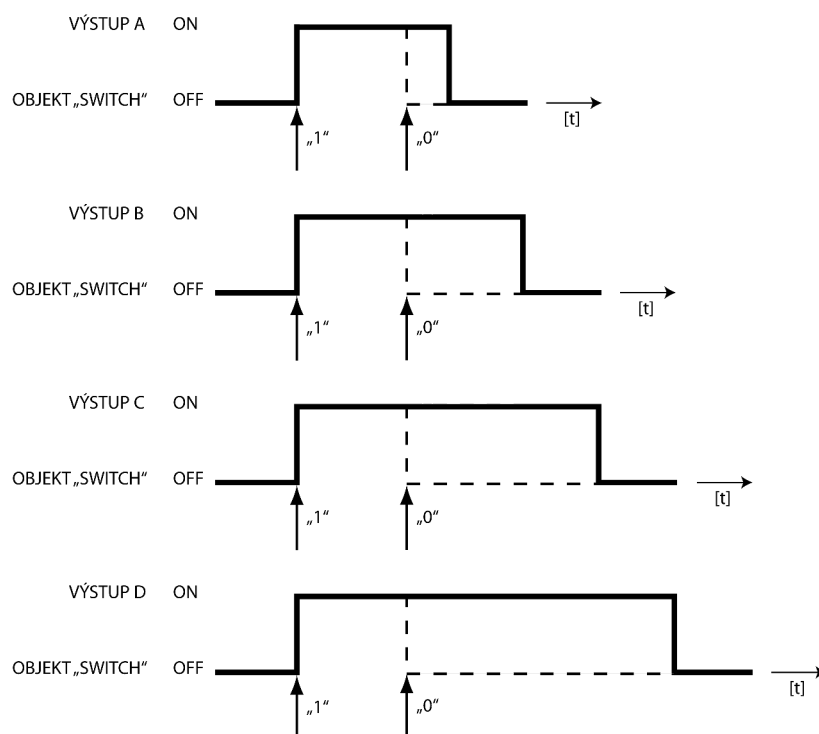 VÝSTUP A ON
OBJEKT „SWITCH“ OFF
[t]
„1“ „0“
VÝSTUP B ON
OBJEKT „SWITCH“ OFF
[t]
„1“ „0“
VÝSTUP C ON
OBJEKT „SWITCH“ OFF
[t]
„1“ „0“
VÝSTUP D ON
OBJEKT „SWITCH“ OFF
[t]
„1“ „0“